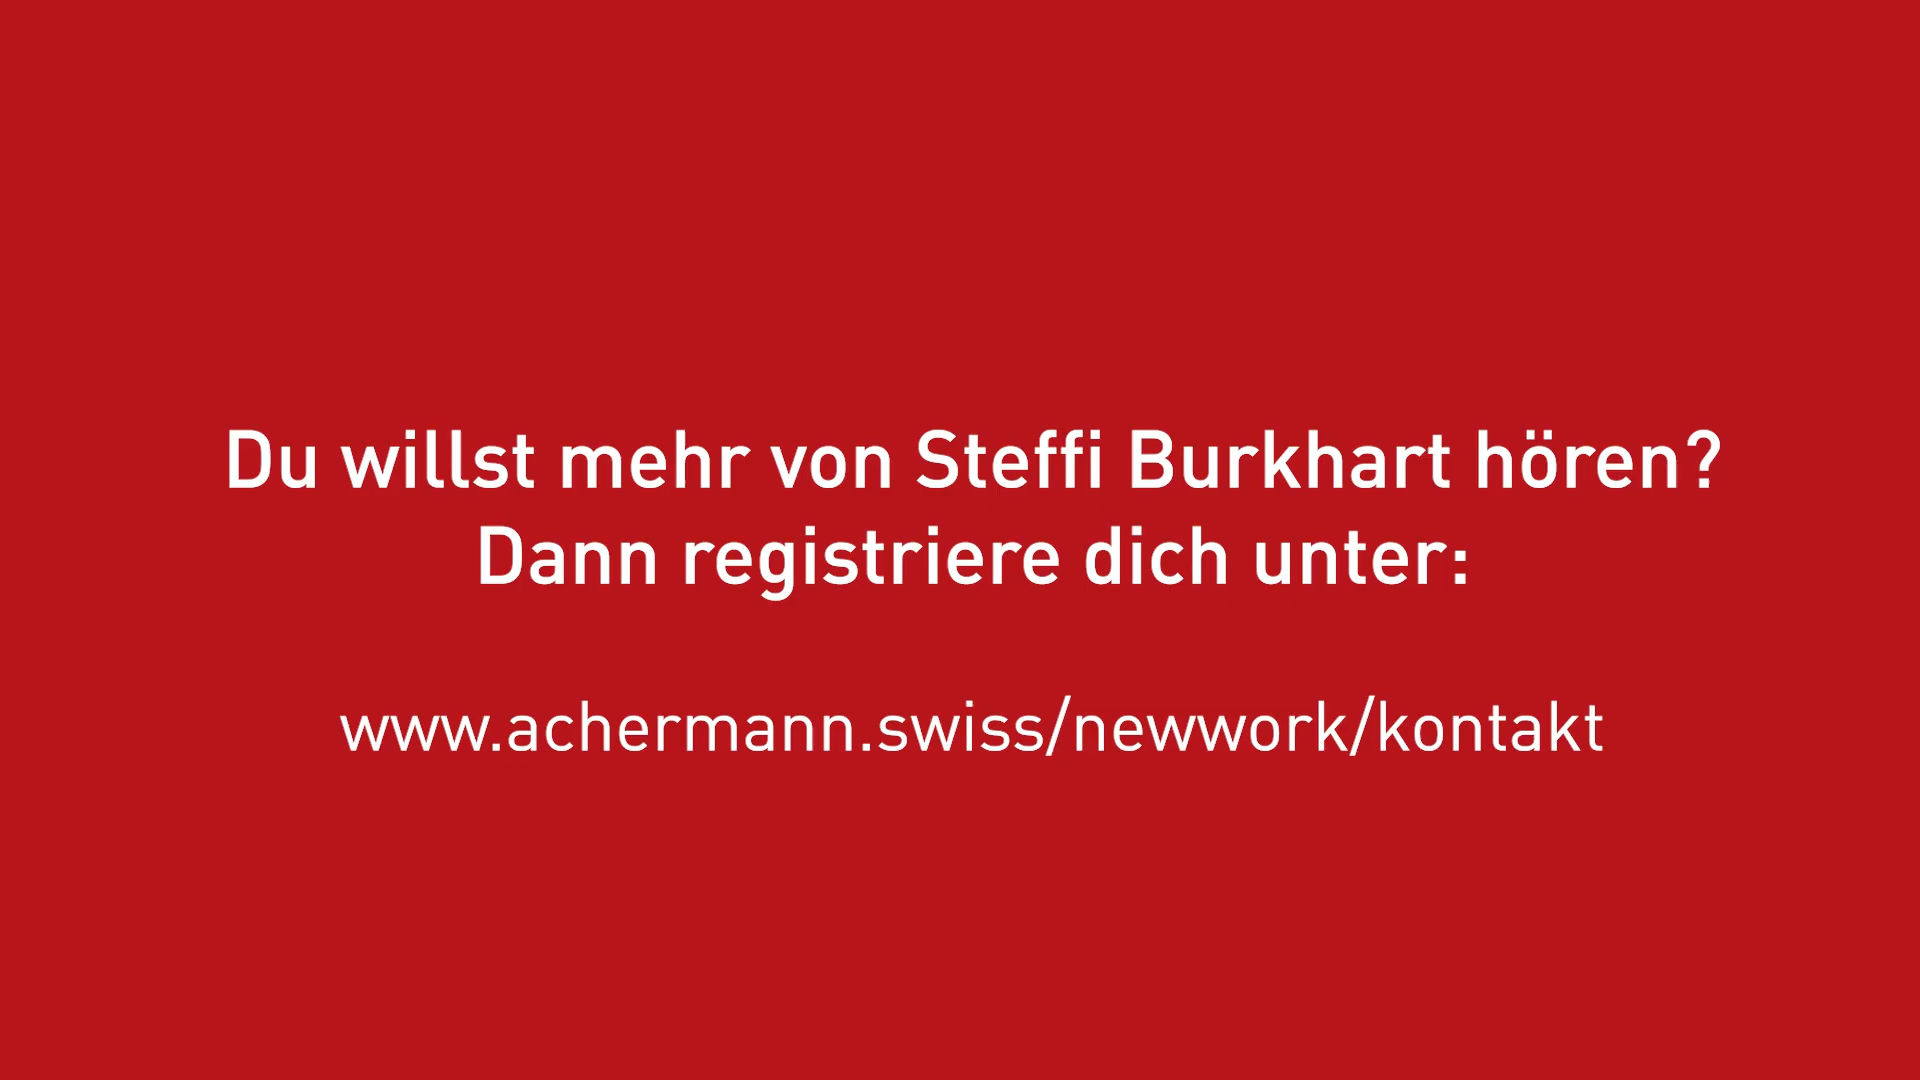 Du willst mehr von Steffi Burkhart hören?
Dann registriere dich unter:
www.achermann.swiss/newwork/kontakt